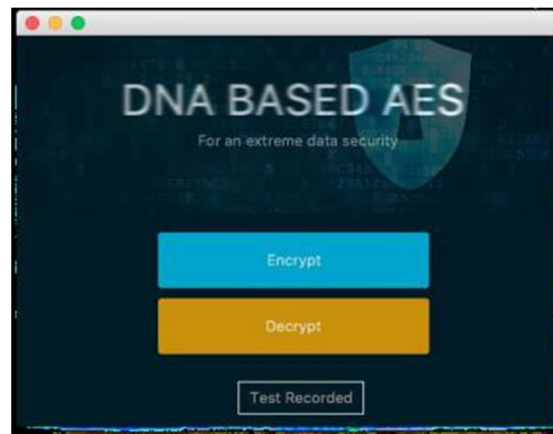 DNA BASED AES
For an extreme data security
Encrypt
Decrypt
Test Recorded